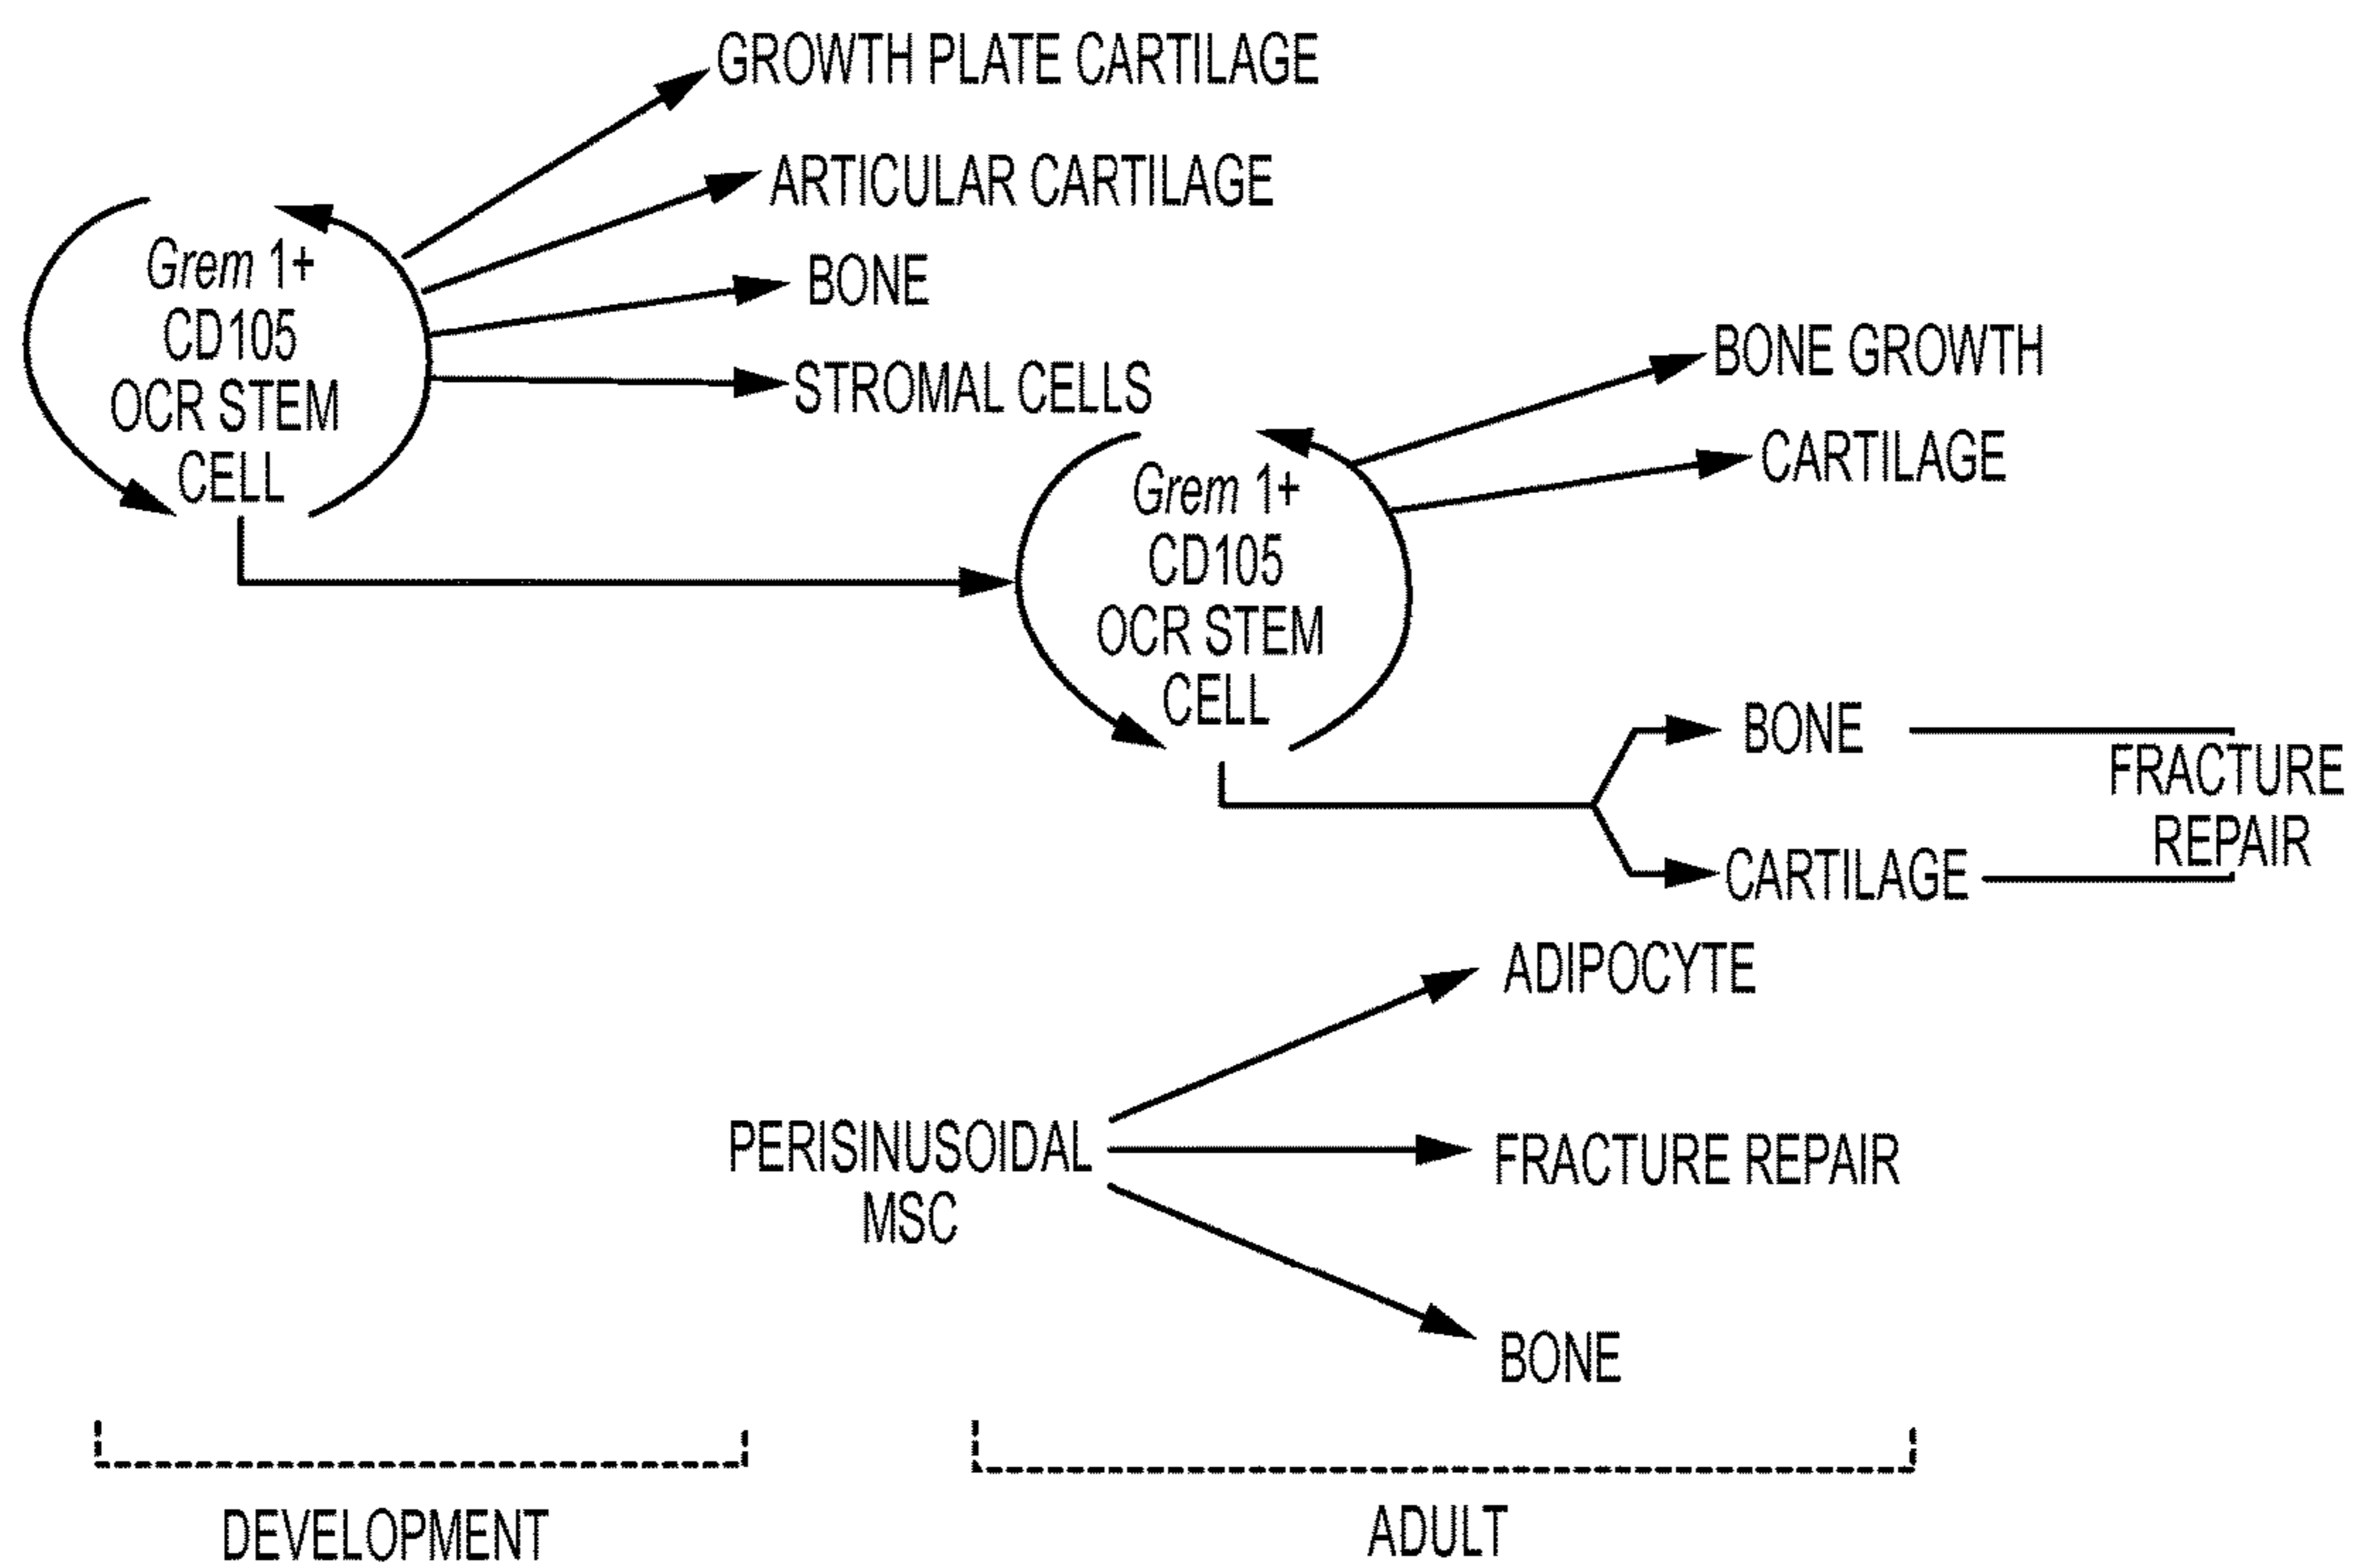 GROWTH PLATE CARTILAGE
ARTICULAR CARTILAGE
BONE
STROMAL CELLS
Grem 1+
CD105
OCR STEM
CELL
BONE GROWTH
CARTILAGE
Grem 1+
CD105
OCR STEM
CELL
BONE
CARTILAGE
FRACTURE
REPAIR
ADIPOCYTE
PERISINUSOIDAL
MSC
FRACTURE REPAIR
BONE
DEVELOPMENT
ADULT